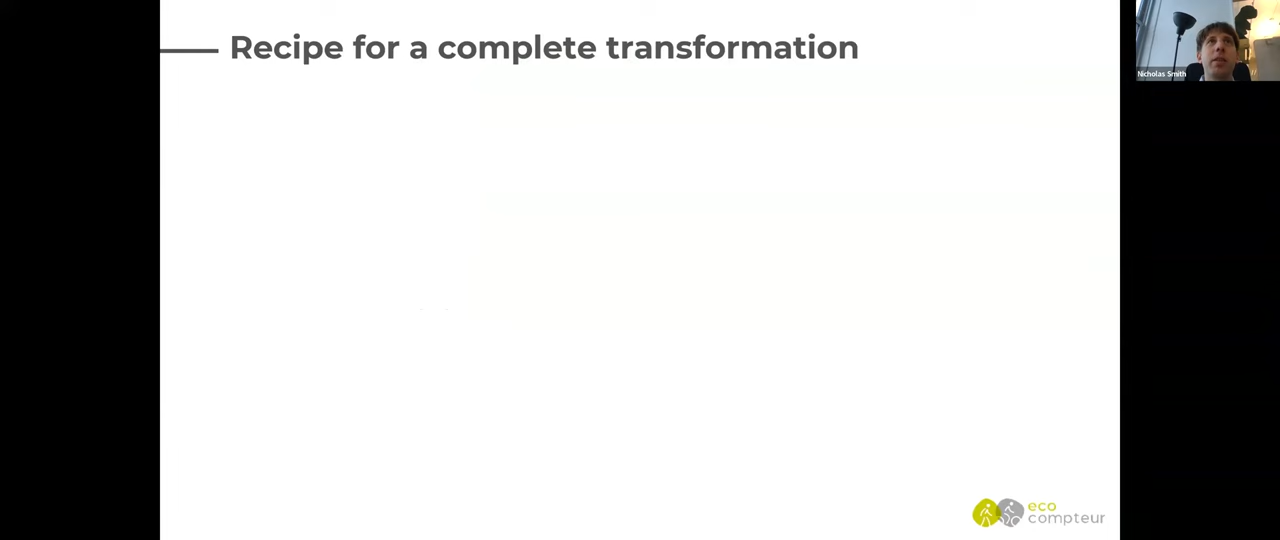 Recipe for a complete transformation
Nicholas Smith
eco
compteur